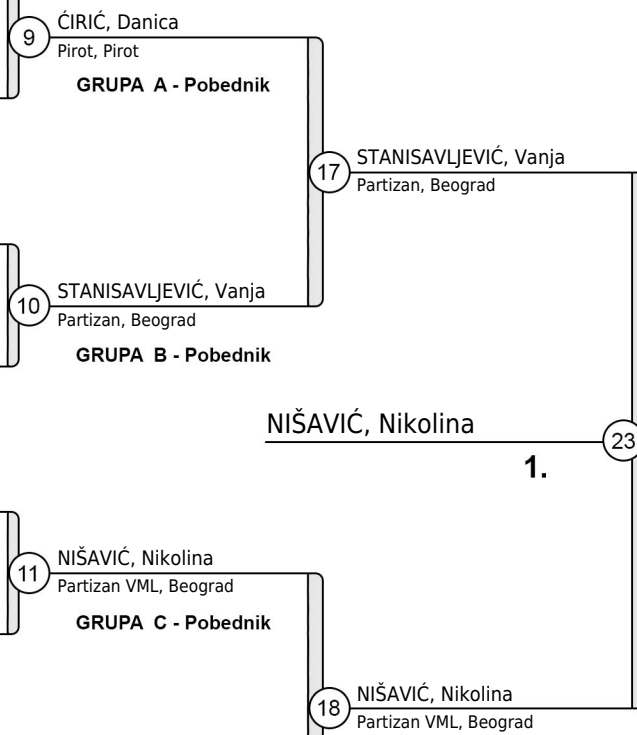 9
ĆIRIĆ, Danica
Pirot, Pirot
GRUPA A - Pobednik
17
STANISAVLJEVIĆ, Vanja
Partizan, Beograd
10
STANISAVLJEVIĆ, Vanja
Partizan, Beograd
GRUPA B - Pobednik
NIŠAVIĆ, Nikolina
23
1.
11
NIŠAVIĆ, Nikolina
Partizan VML, Beograd
GRUPA C - Pobednik
18
NIŠAVIĆ, Nikolina
Partizan VML, Beograd